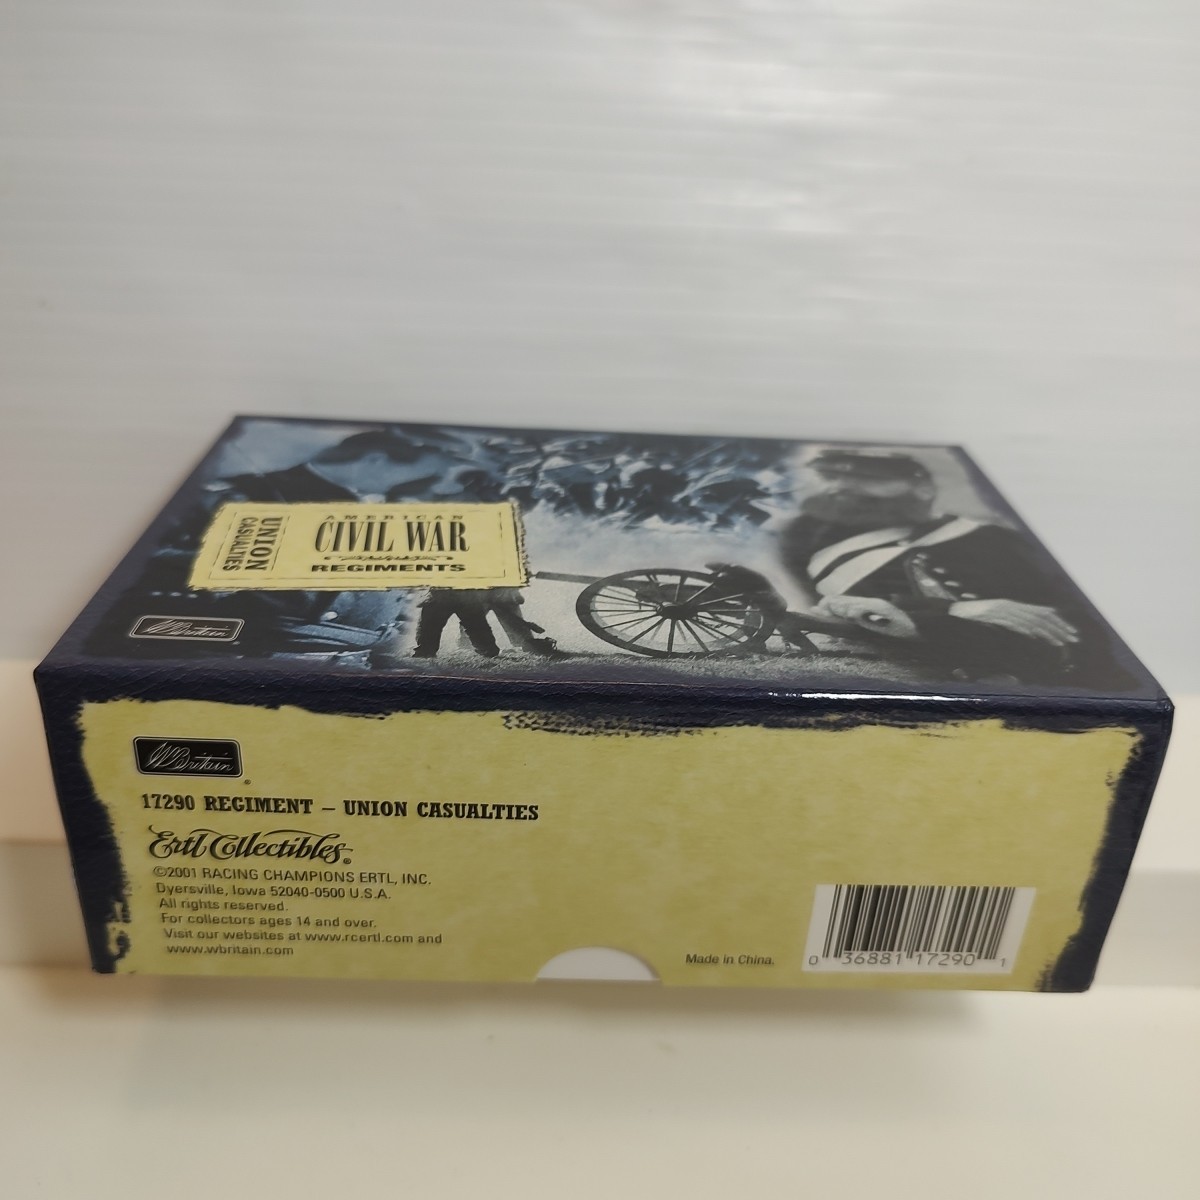 AMERICAN
CIVIL WAR
REGIMENTS
UNION
CASUALTIES
WBritain
WBritain
®
17290 REGIMENT – UNION CASUALTIES
Ertl Collectibles®
©2001 RACING CHAMPIONS ERTL, INC.
Dyersville, Iowa 52040-0500 U.S.A.
All rights reserved.
For collectors ages 14 and over.
Visit our websites at www.rcertl.com and
www.wbritain.com
Made in China.
0 36881 17290 1